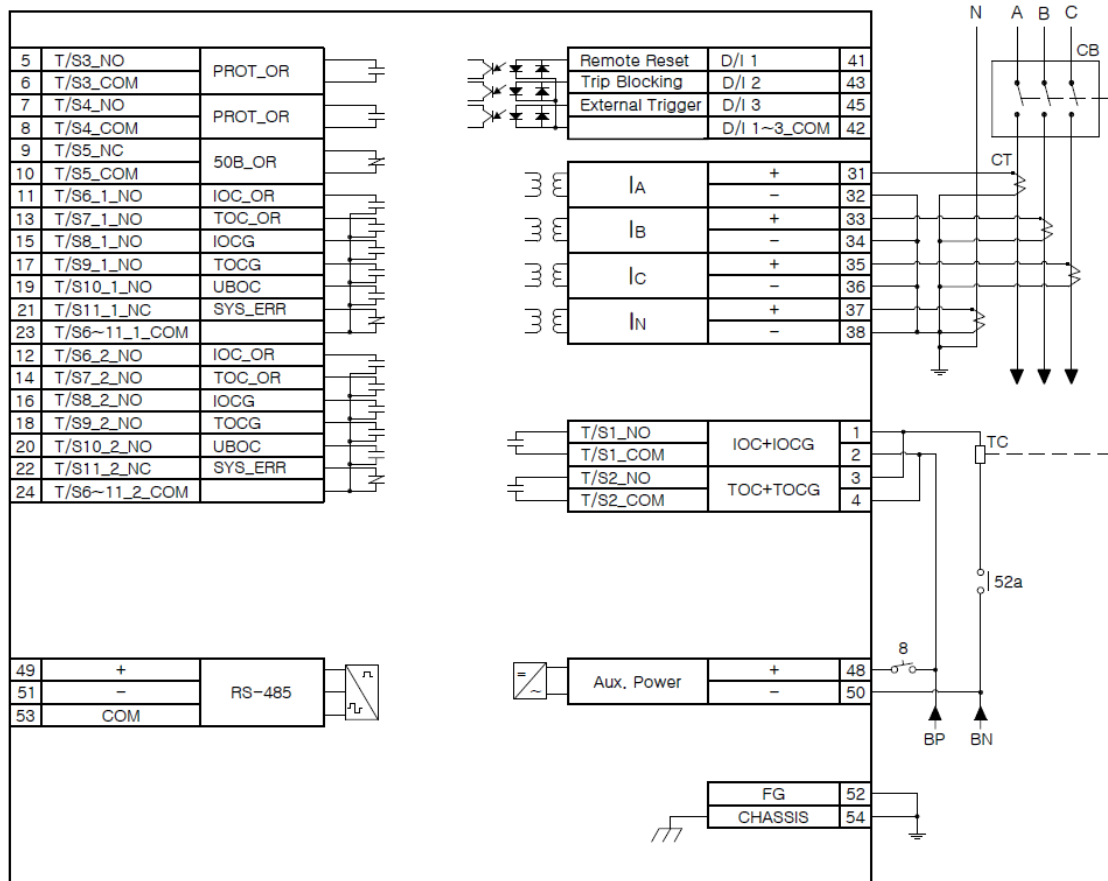 N A B C
CB
5 T/S3_NO PROT_OR
6 T/S3_COM
7 T/S4_NO PROT_OR
8 T/S4_COM
9 T/S5_NC 50B_OR
10 T/S5_COM
11 T/S6_1_NO IOC_OR
13 T/S7_1_NO TOC_OR
15 T/S8_1_NO IOCG
17 T/S9_1_NO TOCG
19 T/S10_1_NO UBOC
21 T/S11_1_NC SYS_ERR
23 T/S6~11_1_COM
12 T/S6_2_NO IOC_OR
14 T/S7_2_NO TOC_OR
16 T/S8_2_NO IOCG
18 T/S9_2_NO TOCG
20 T/S10_2_NO UBOC
22 T/S11_2_NC SYS_ERR
24 T/S6~11_2_COM
49 +
51 − RS-485
53 COM
Remote Reset D/I 1 41
Trip Blocking D/I 2 43
External Trigger D/I 3 45
D/I 1~3_COM 42
CT
IA + 31
− 32
IB + 33
− 34
IC + 35
− 36
IN + 37
− 38
T/S1_NO IOC+IOCG 1
T/S1_COM 2
T/S2_NO TOC+TOCG 3
T/S2_COM 4
TC
52a
8
Aux. Power + 48
− 50
BP BN
FG 52
CHASSIS 54